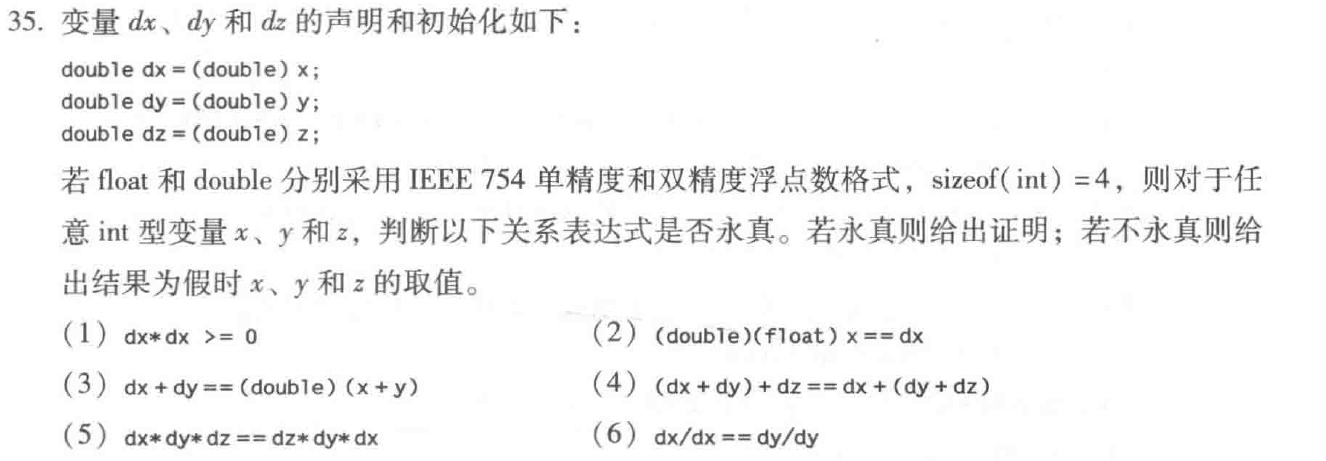 35. 变量 dx、dy 和 dz 的声明和初始化如下：
double dx = (double) x;
double dy = (double) y;
double dz = (double) z;
若 float 和 double 分别采用 IEEE 754 单精度和双精度浮点数格式，sizeof(int) =4，则对于任
意 int 型变量 x、y 和 z，判断以下关系表达式是否永真。若永真则给出证明；若不永真则给
出结果为假时 x、y 和 z 的取值。
(1) dx*dx >= 0 (2) (double)(float) x == dx
(3) dx + dy == (double) (x + y) (4) (dx + dy) + dz == dx + (dy + dz)
(5) dx*dy*dz == dz*dy*dx (6) dx/dx == dy/dy